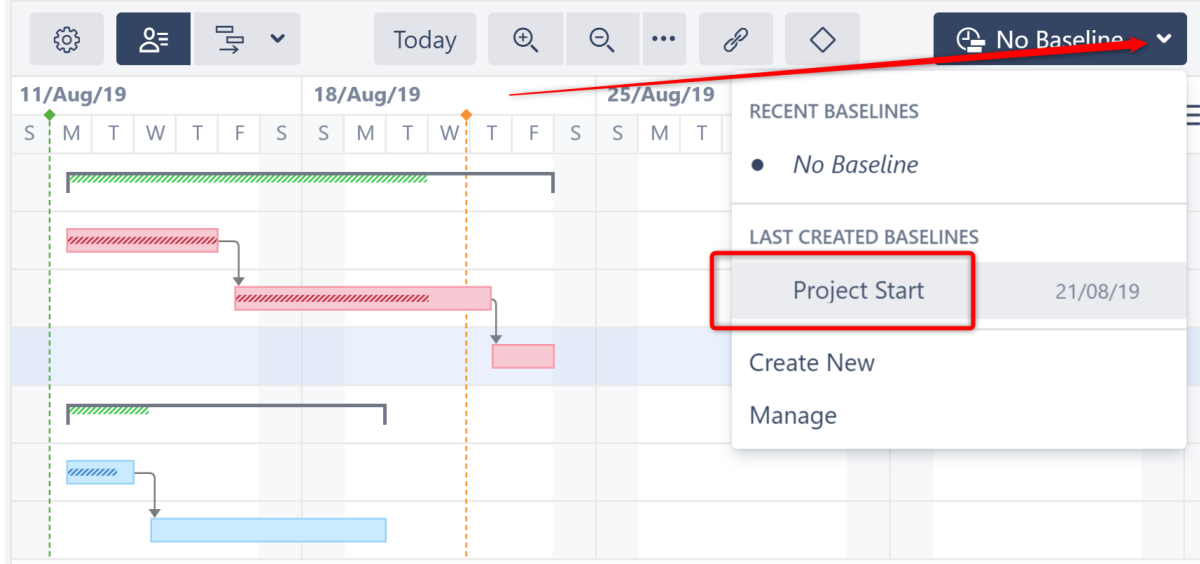 Today
No Baseline
11/Aug/19 18/Aug/19 25/Aug/19
S M T W T F S S M T W T F S S M T
RECENT BASELINES
No Baseline
LAST CREATED BASELINES
Project Start 21/08/19
Create New
Manage